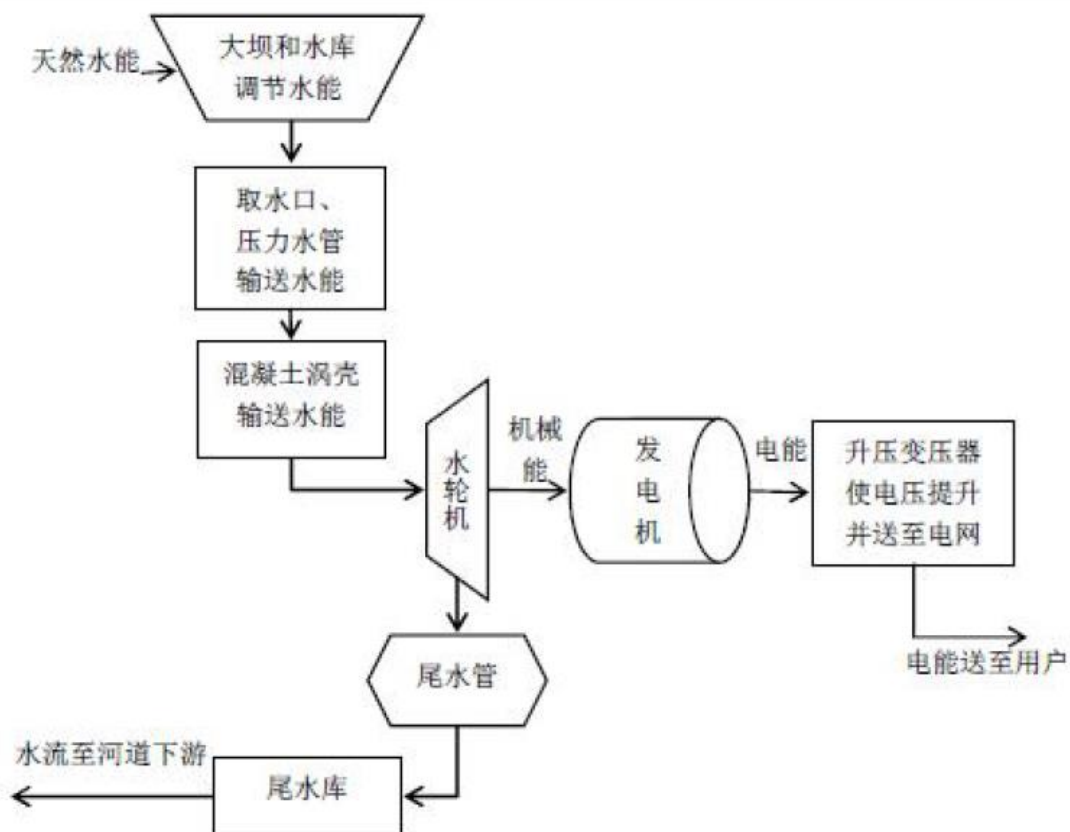 天然水能
大坝和水库
调节水能
取水口、
压力水管
输送水能
混凝土涡壳
输送水能
水轮机
机械
能
发
电
机
电能
升压变压器
使电压提升
并送至电网
电能送至用户
尾水管
尾水库
水流至河道下游